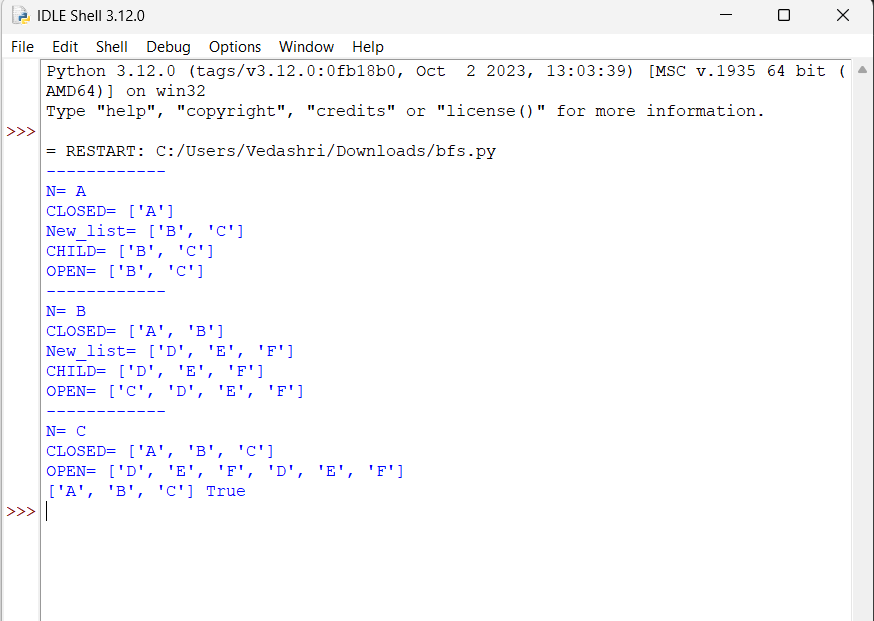 IDLE Shell 3.12.0
File Edit Shell Debug Options Window Help
Python 3.12.0 (tags/v3.12.0:0fb18b0, Oct  2 2023, 13:03:39) [MSC v.1935 64 bit (
AMD64)] on win32
Type "help", "copyright", "credits" or "license()" for more information.
>>>
= RESTART: C:/Users/Vedashri/Downloads/bfs.py
------------
N= A
CLOSED= ['A']
New_list= ['B', 'C']
CHILD= ['B', 'C']
OPEN= ['B', 'C']
------------
N= B
CLOSED= ['A', 'B']
New_list= ['D', 'E', 'F']
CHILD= ['D', 'E', 'F']
OPEN= ['C', 'D', 'E', 'F']
------------
N= C
CLOSED= ['A', 'B', 'C']
OPEN= ['D', 'E', 'F', 'D', 'E', 'F']
['A', 'B', 'C'] True
>>>